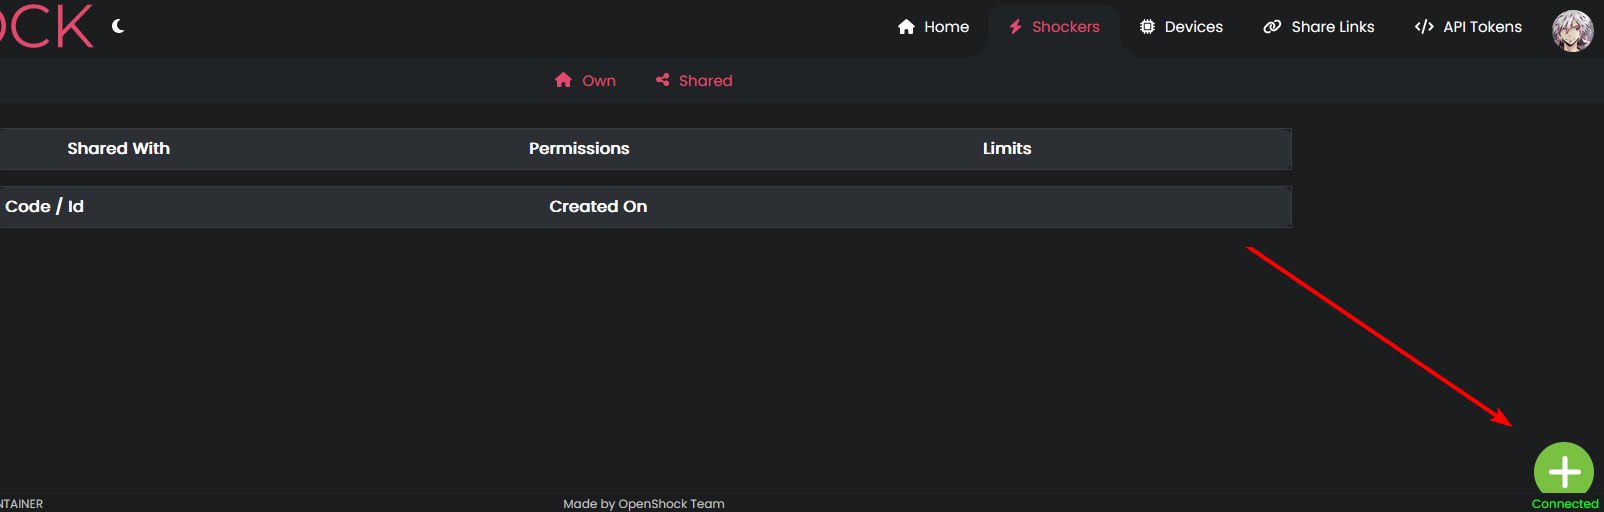 OCK
Home
Shockers
Devices
Share Links
API Tokens
Own
Shared
Shared With
Permissions
Limits
Code / Id
Created On
NTAINER
Made by OpenShock Team
Connected